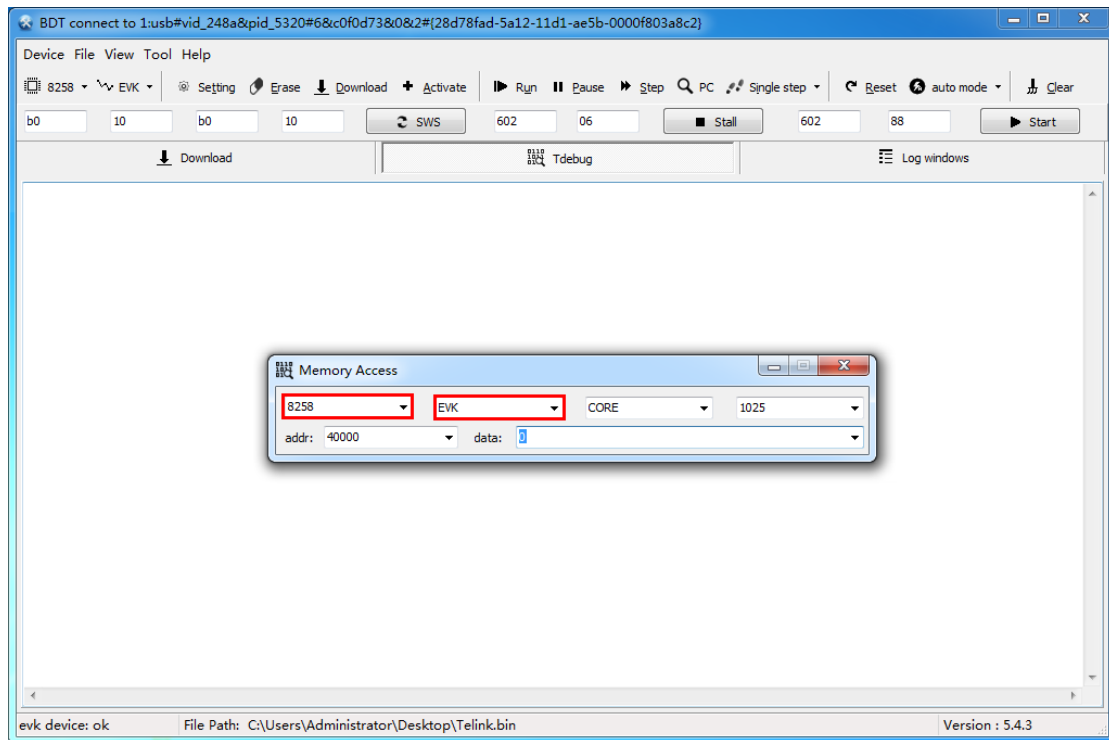 BDT connect to 1:usb#vid_248a&pid_5320#6&c0f0d73&0&2#{28d78fad-5a12-11d1-ae5b-0000f803a8c2}
Device File View Tool Help
8258 EVK Setting Erase Download Activate Run Pause Step PC Single step Reset auto mode Clear
b0 10 b0 10 SWS 602 06 Stall 602 88 Start
Download Tdebug Log windows
Memory Access
8258 EVK CORE 1025
addr: 40000 data: 0
evk device: ok File Path: C:\Users\Administrator\Desktop\Telink.bin Version : 5.4.3